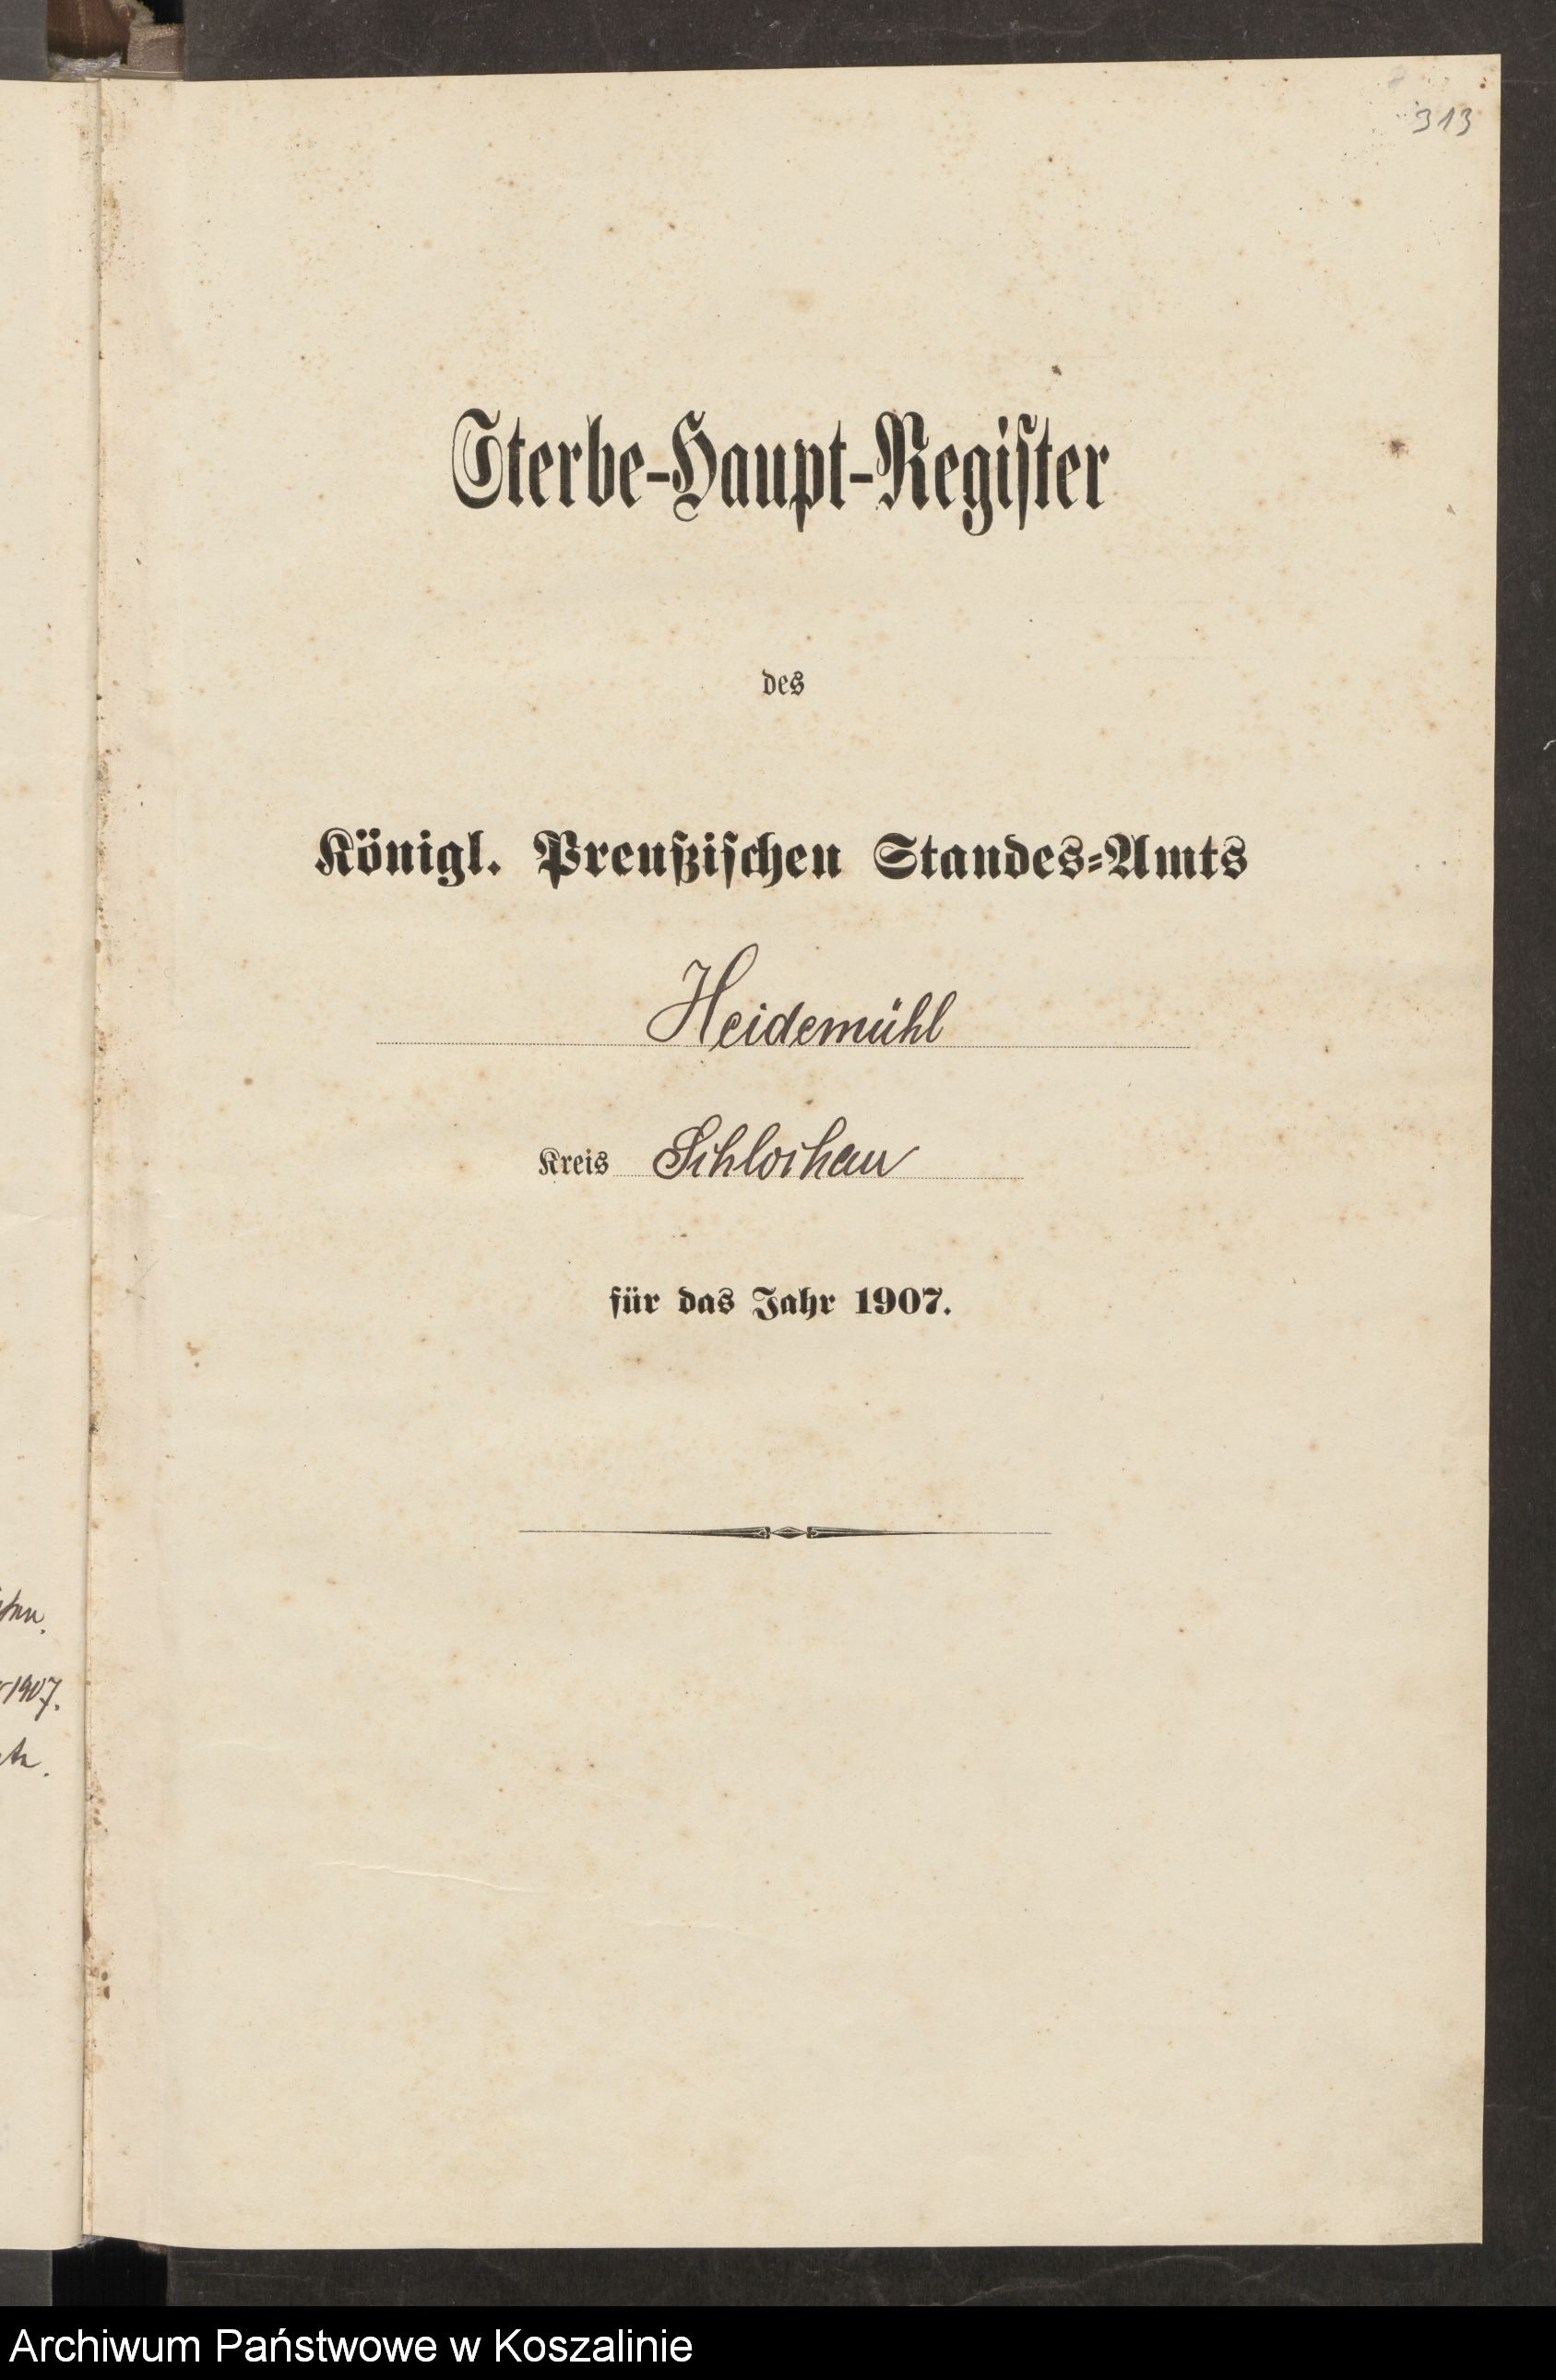 313
Sterbe-Haupt-Register
des
Königl. Preußischen Standes-Amts
Heidemühl
Kreis Schlochau
für das Jahr 1907.
1907.
Archiwum Państwowe w Koszalinie